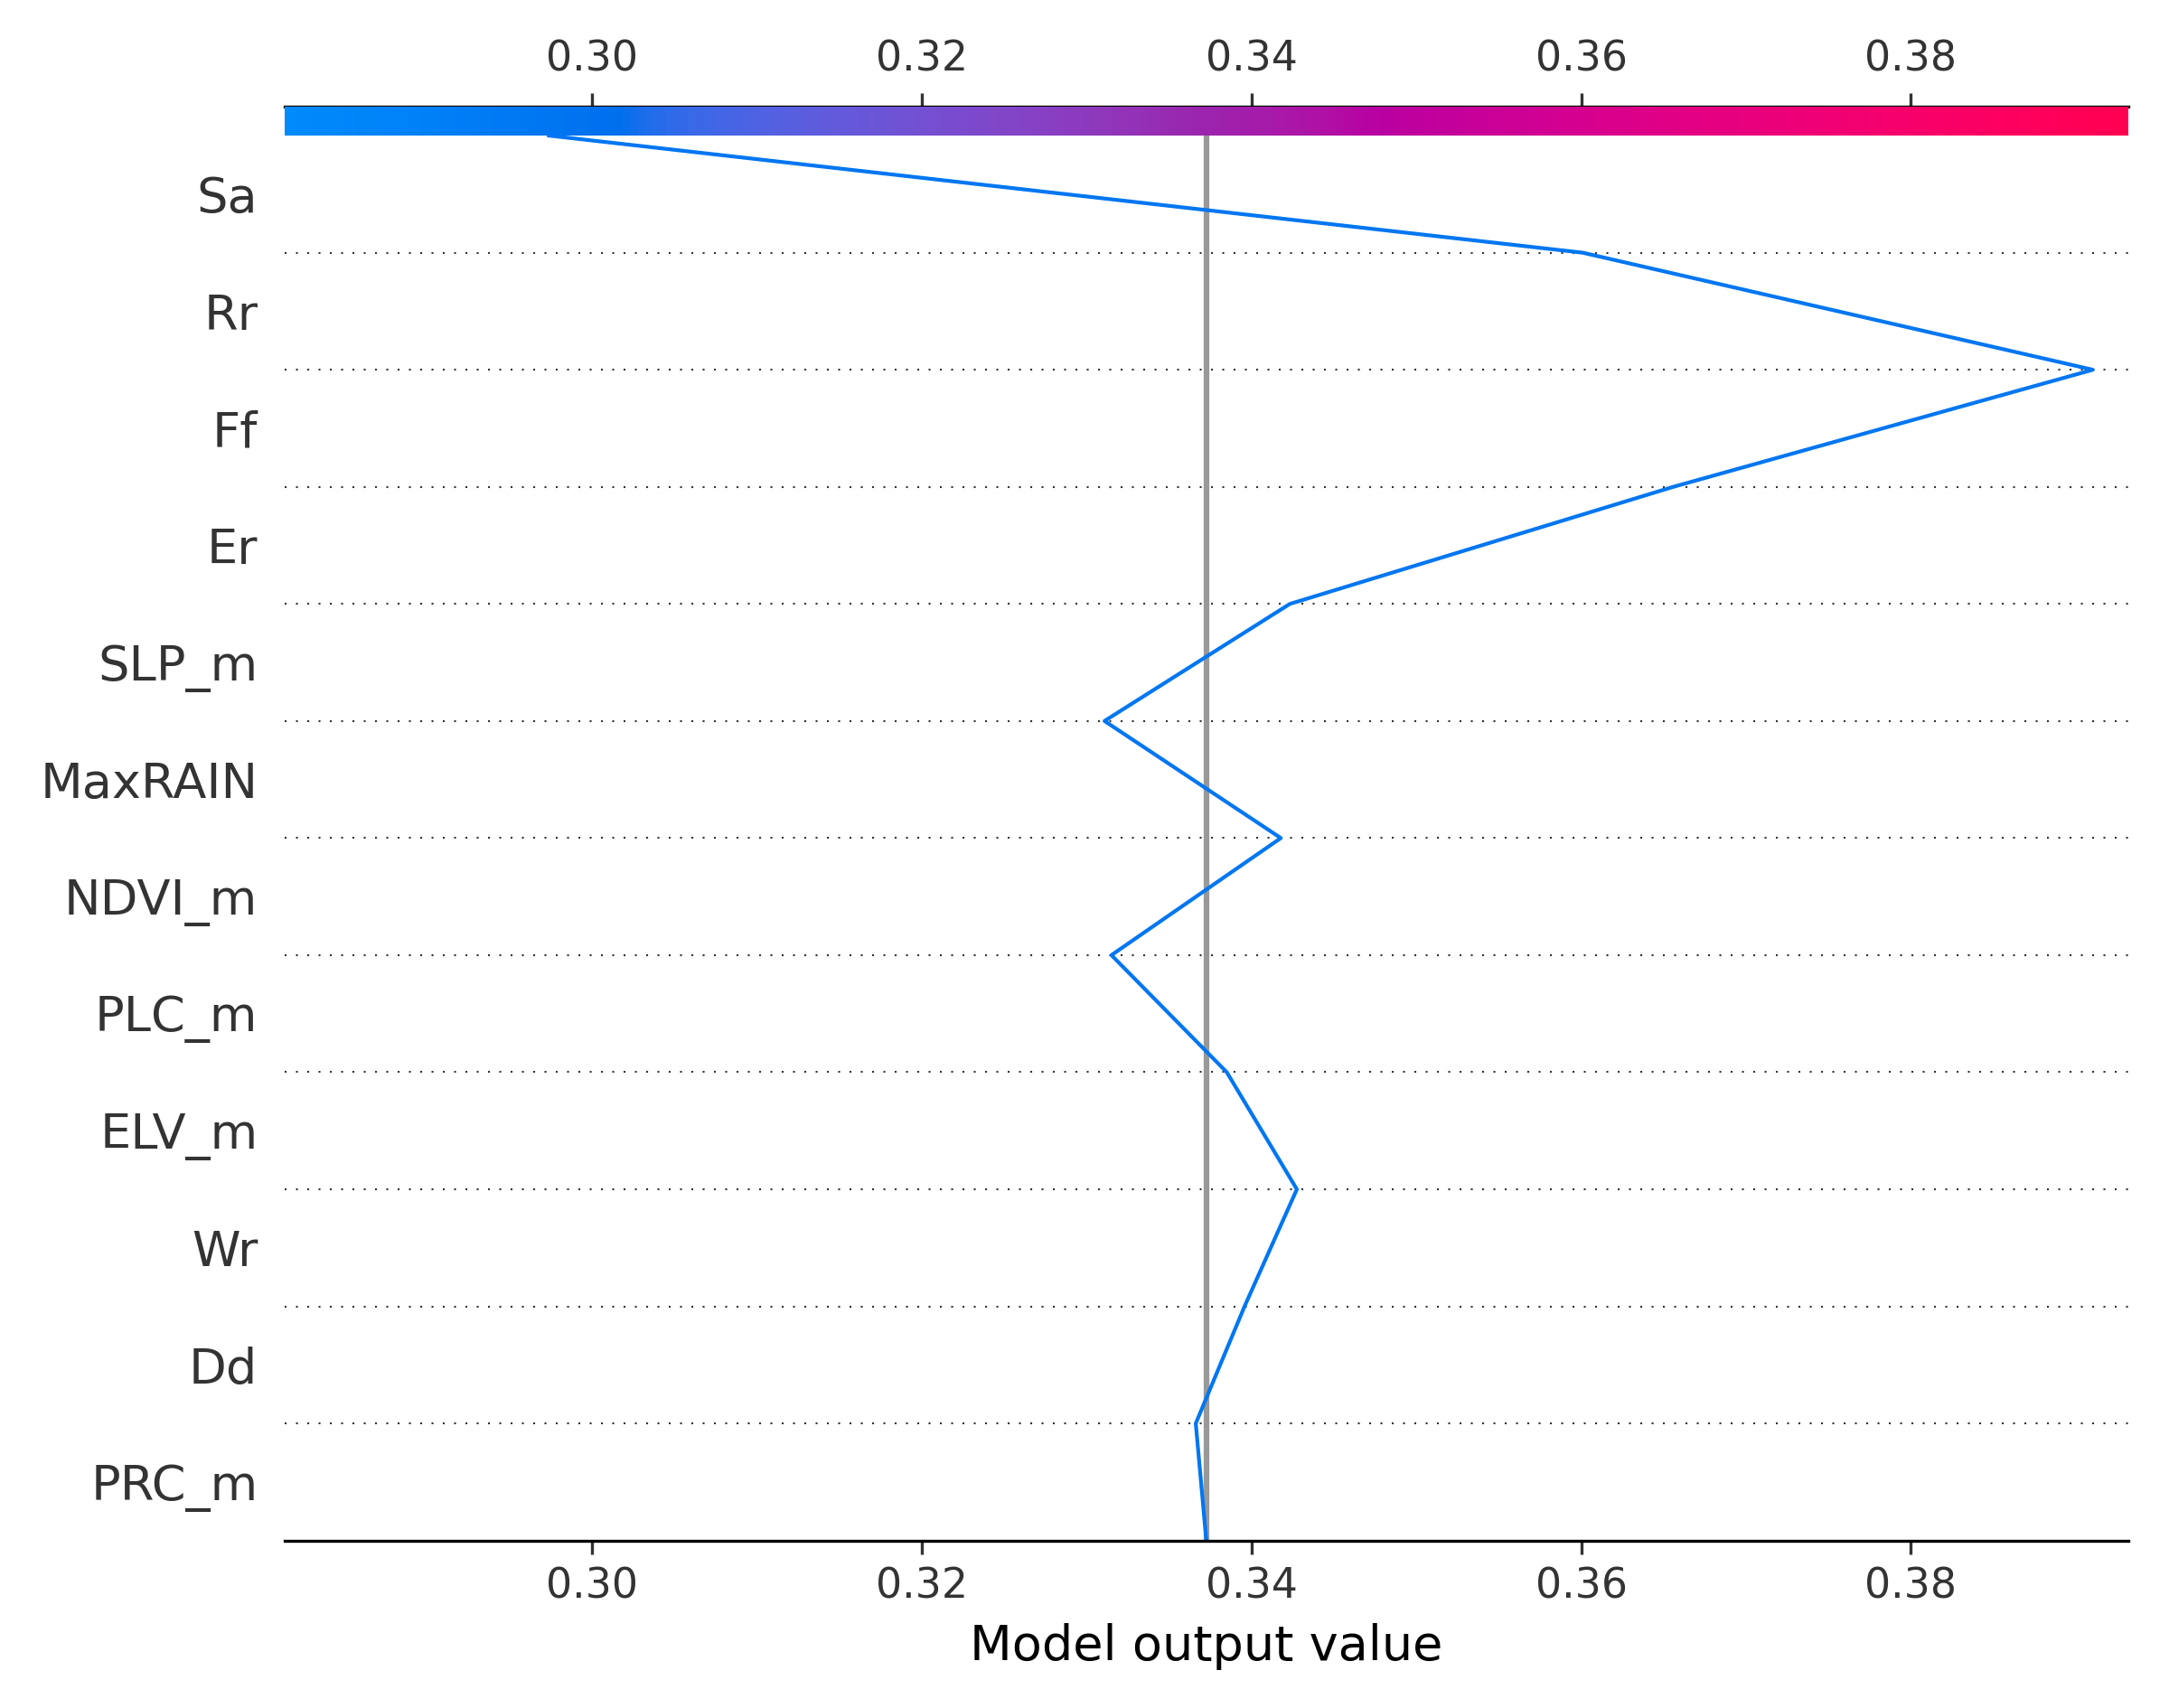 0.30 0.32 0.34 0.36 0.38
Sa
Rr
Ff
Er
SLP_m
MaxRAIN
NDVI_m
PLC_m
ELV_m
Wr
Dd
PRC_m
0.30 0.32 0.34 0.36 0.38
Model output value